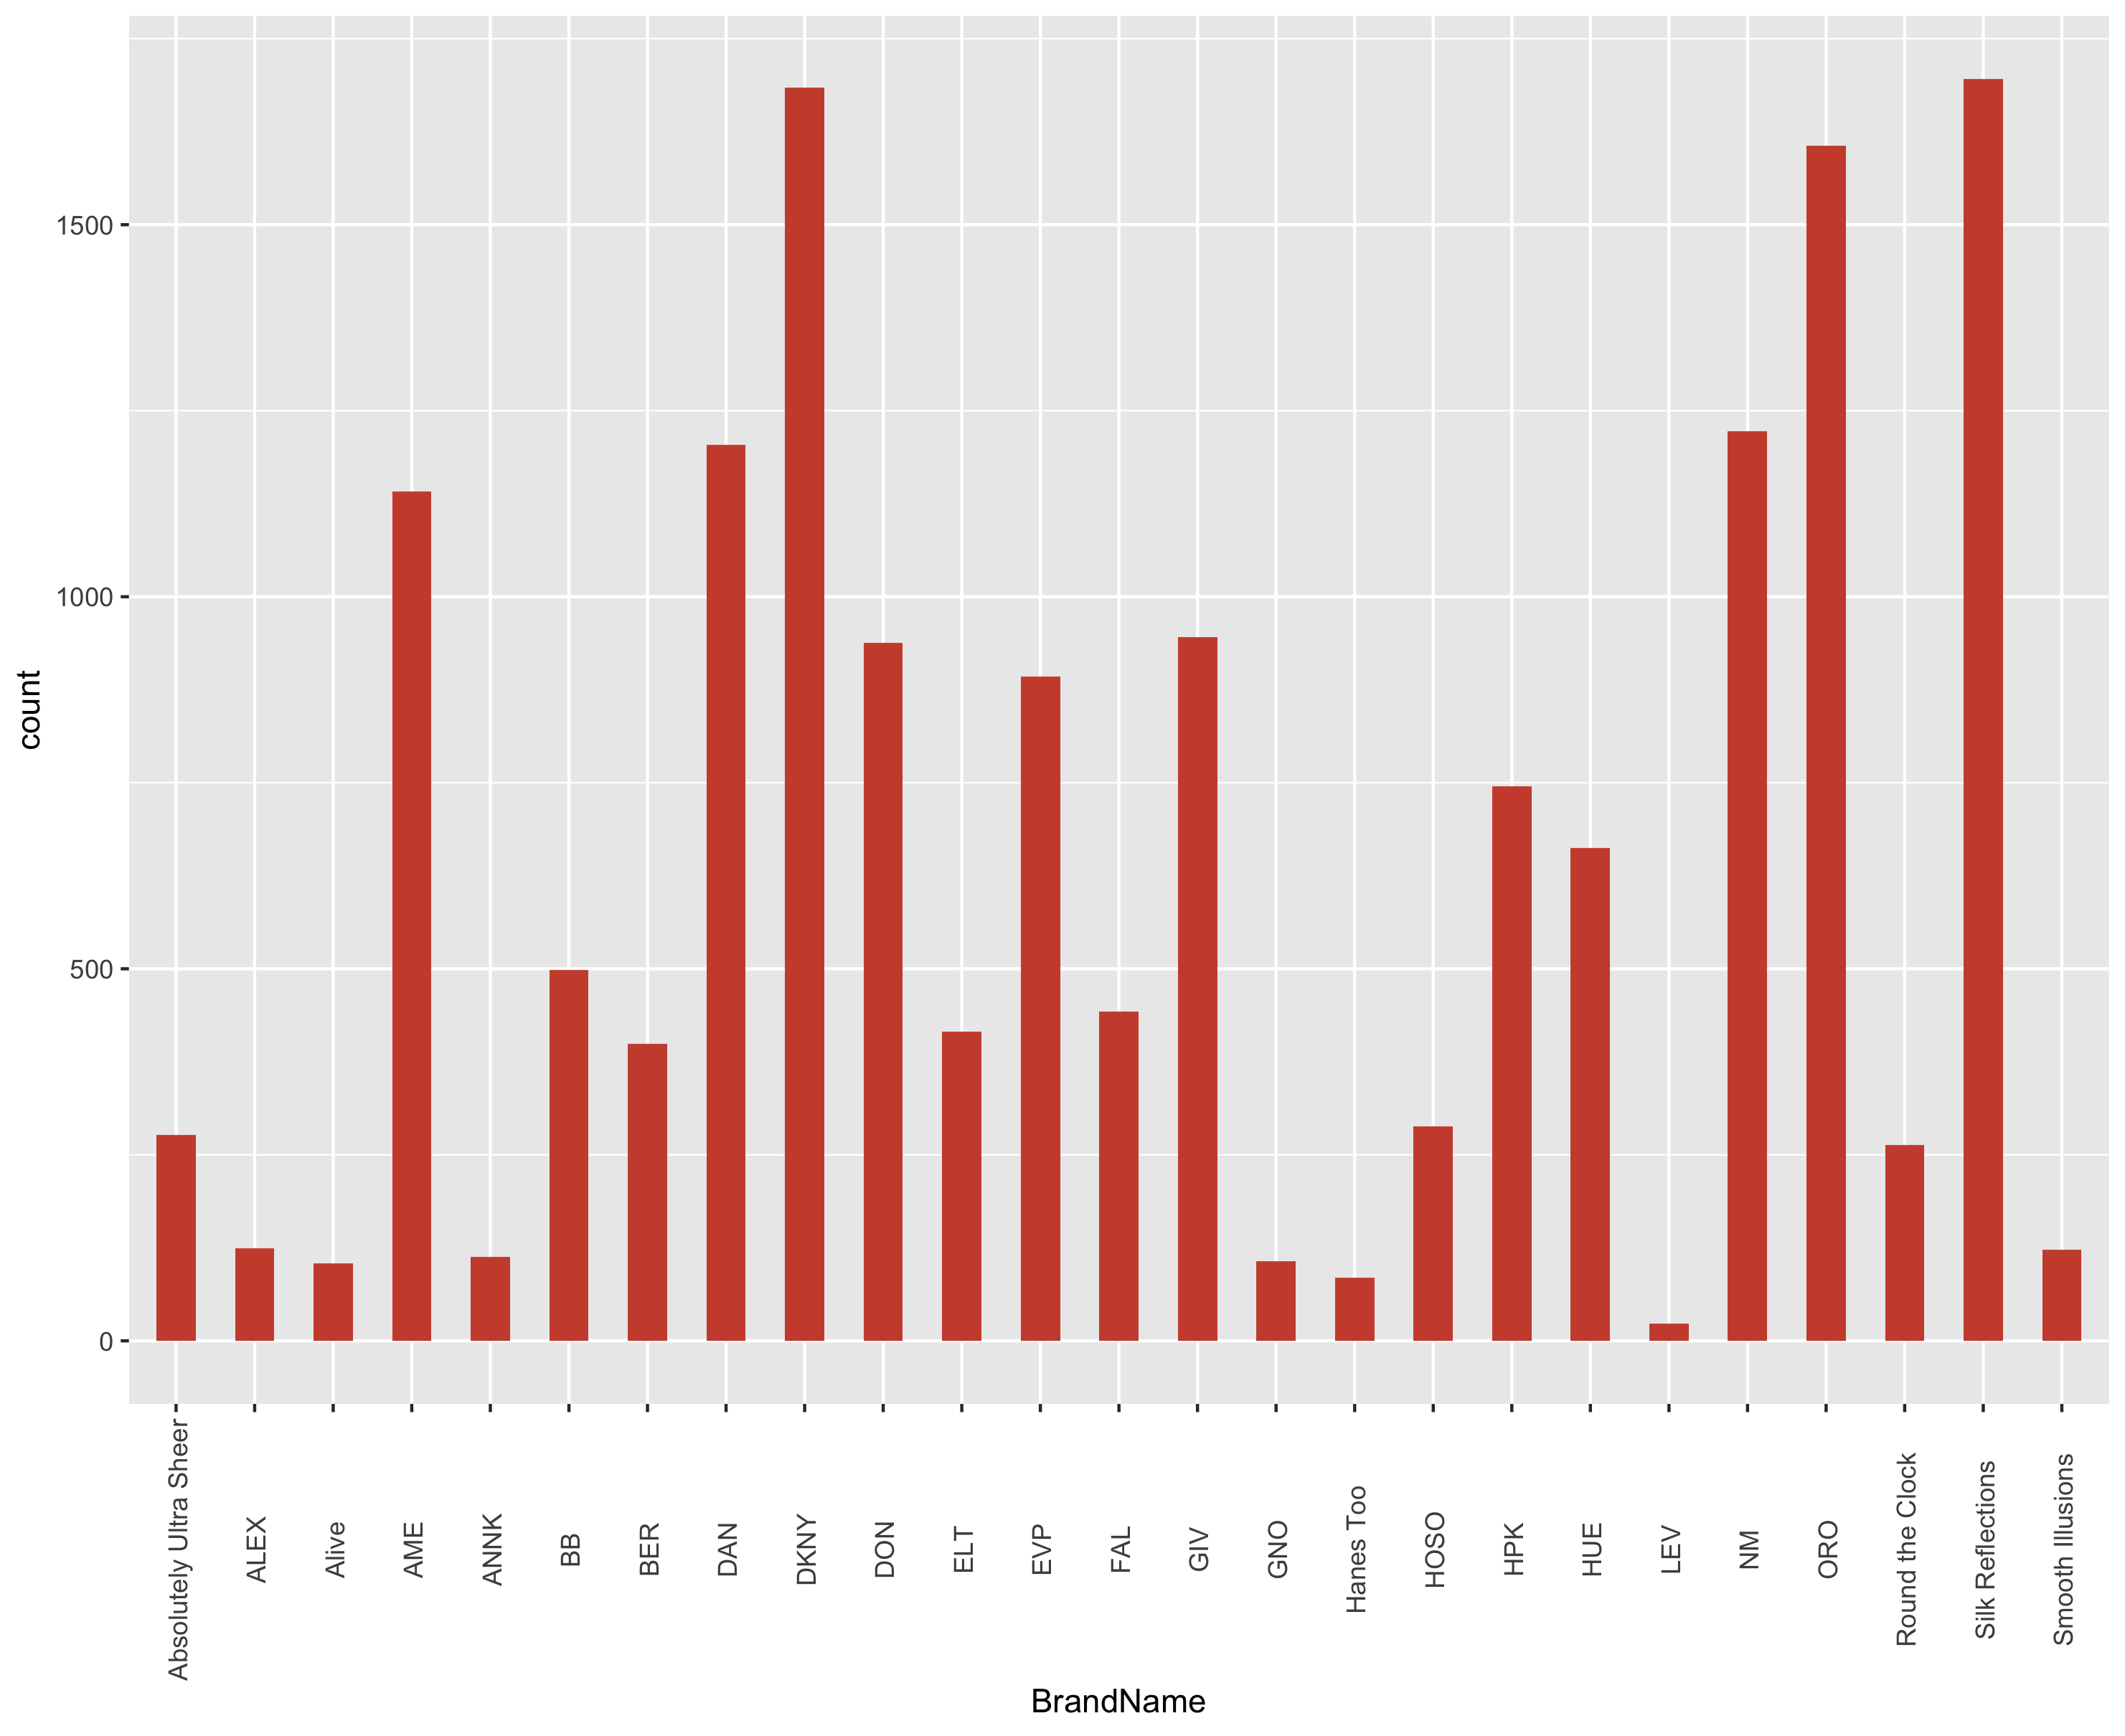 count
1500
1000
500
0
Absolutely Ultra Sheer
ALEX
Alive
AME
ANNK
BB
BER
DAN
DKNY
DON
ELT
EVP
FAL
GIV
GNO
Hanes Too
HOSO
HPK
HUE
LEV
NM
ORO
Round the Clock
Silk Reflections
Smooth Illusions
BrandName